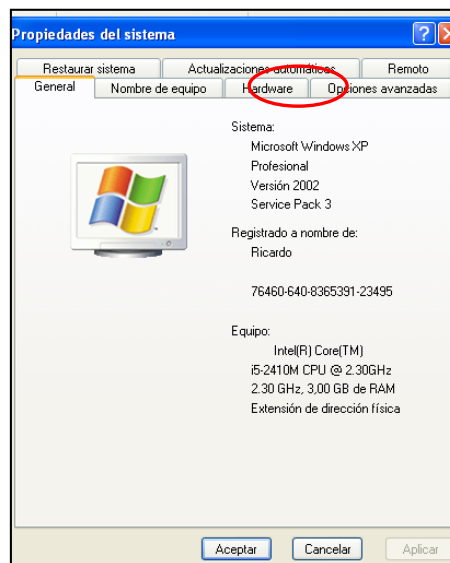 Propiedades del sistema
Restaurar sistema Actualizaciones automáticas Remoto
General Nombre de equipo Hardware Opciones avanzadas
Sistema:
Microsoft Windows XP
Profesional
Versión 2002
Service Pack 3
Registrado a nombre de:
Ricardo
76460-640-8365391-23495
Equipo:
Intel(R) Core(TM)
i5-2410M CPU @ 2.30GHz
2.30 GHz, 3,00 GB de RAM
Extensión de dirección física
Aceptar Cancelar Aplicar